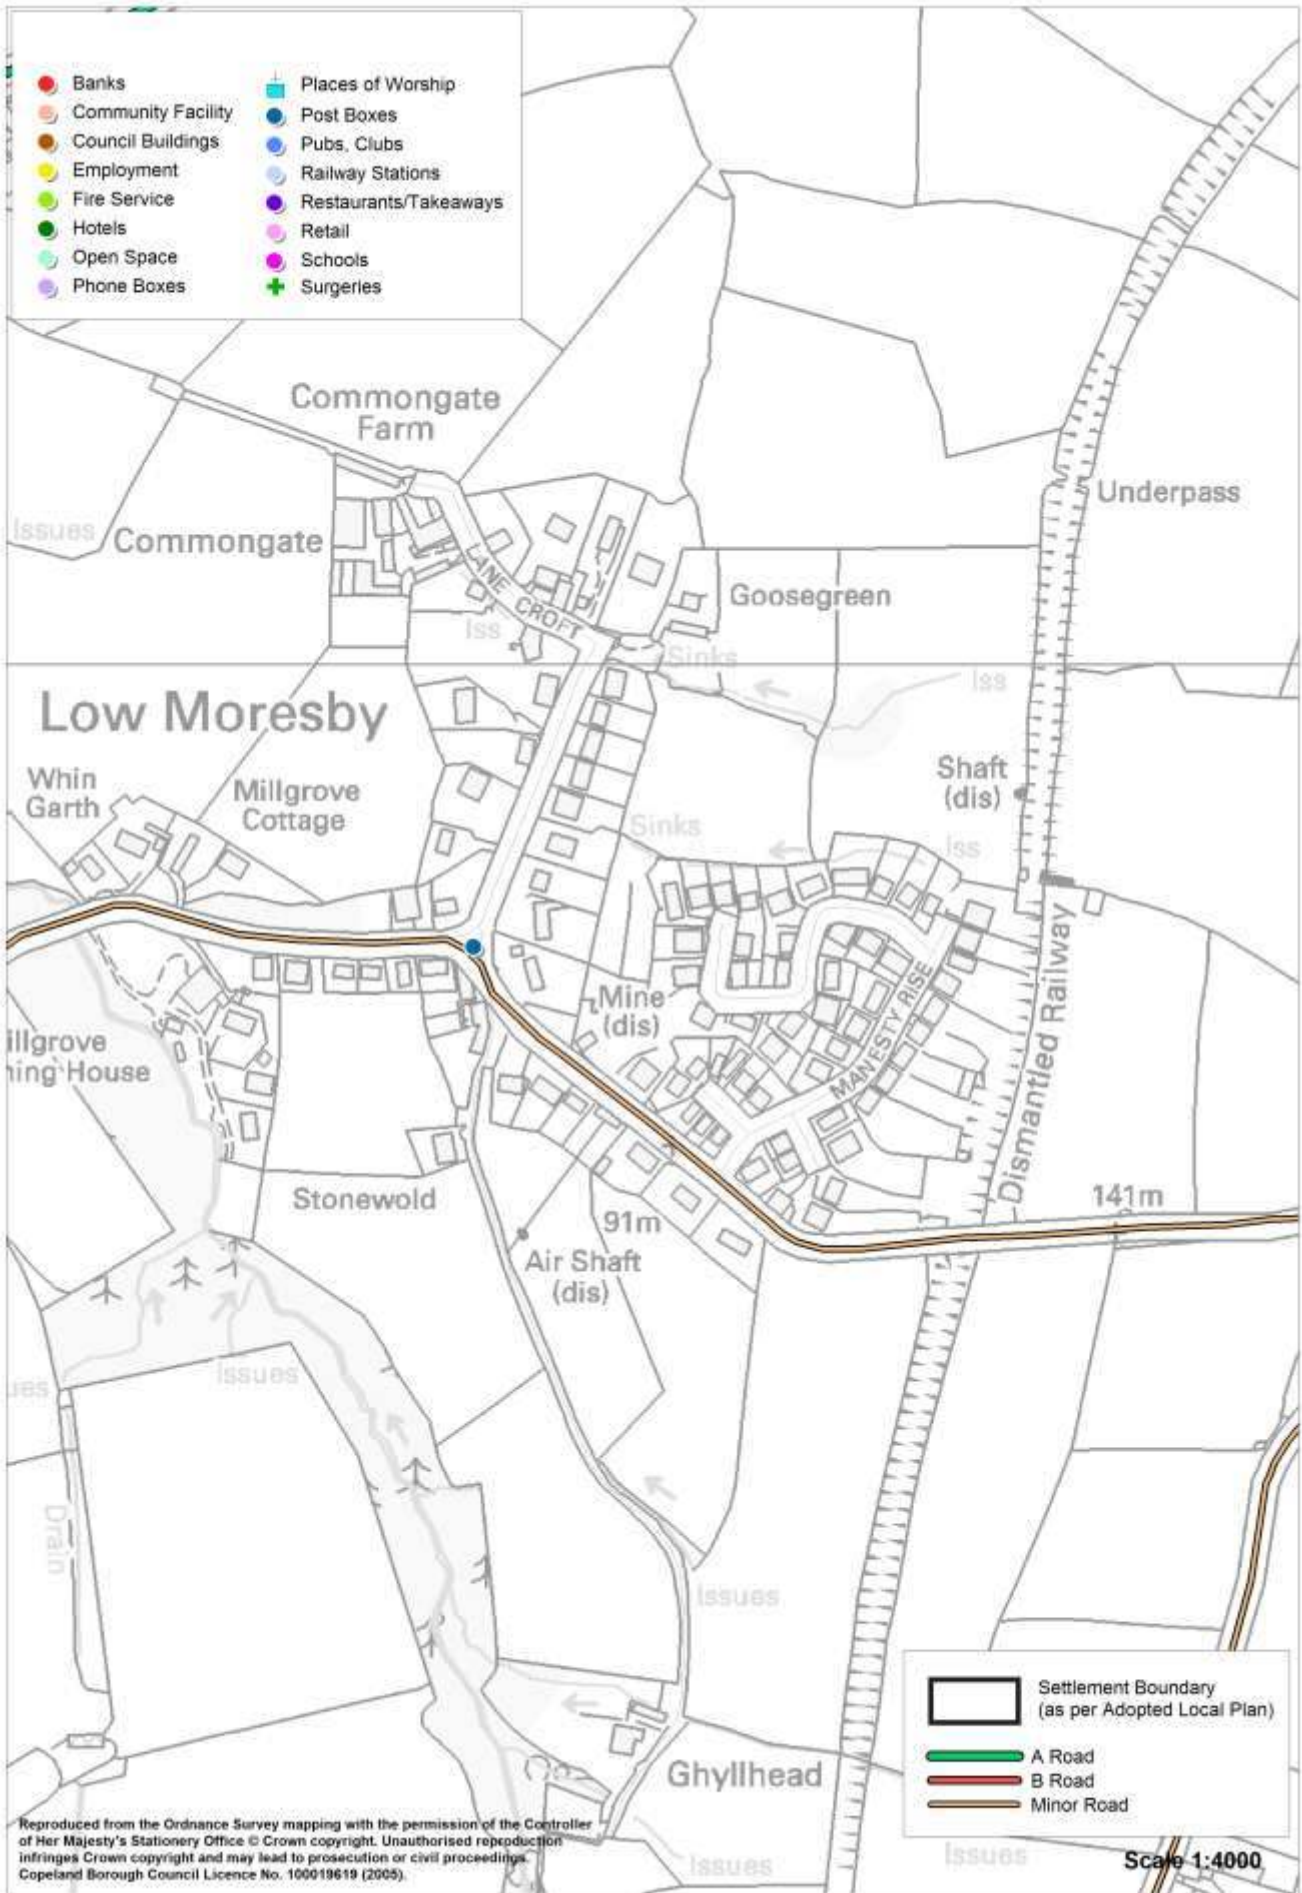 Banks
Community Facility
Council Buildings
Employment
Fire Service
Hotels
Open Space
Phone Boxes
Places of Worship
Post Boxes
Pubs, Clubs
Railway Stations
Restaurants/Takeaways
Retail
Schools
Surgeries
Commongate
Farm
Underpass
Issues
Commongate
LANE CROFT
Goosegreen
Iss
Sinks
Iss
Low Moresby
Whin
Garth
Millgrove
Cottage
Shaft
(dis)
Sinks
Iss
Mine
(dis)
MANESTY RISE
Dismantled Railway
illgrove
ning House
Stonewold
91m
141m
Air Shaft
(dis)
Issues
ues
Drain
Issues
Ghyllhead
Settlement Boundary
(as per Adopted Local Plan)
A Road
B Road
Minor Road
Reproduced from the Ordnance Survey mapping with the permission of the Controller
of Her Majesty's Stationery Office © Crown copyright. Unauthorised reproduction
infringes Crown copyright and may lead to prosecution or civil proceedings.
Copeland Borough Council Licence No. 100019619 (2005).
Issues
Issues
Scale 1:4000